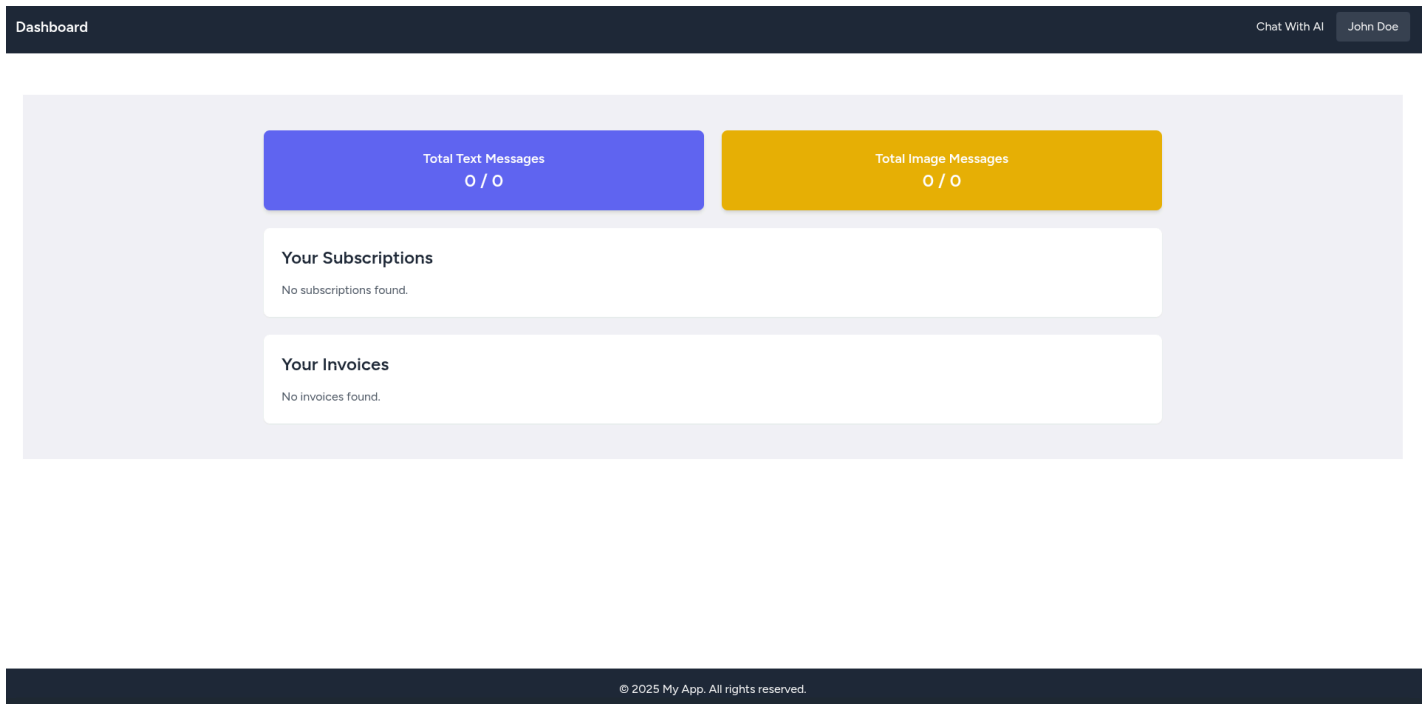 Dashboard
Chat With AI
John Doe
Total Text Messages
0 / 0
Total Image Messages
0 / 0
Your Subscriptions
No subscriptions found.
Your Invoices
No invoices found.
© 2025 My App. All rights reserved.